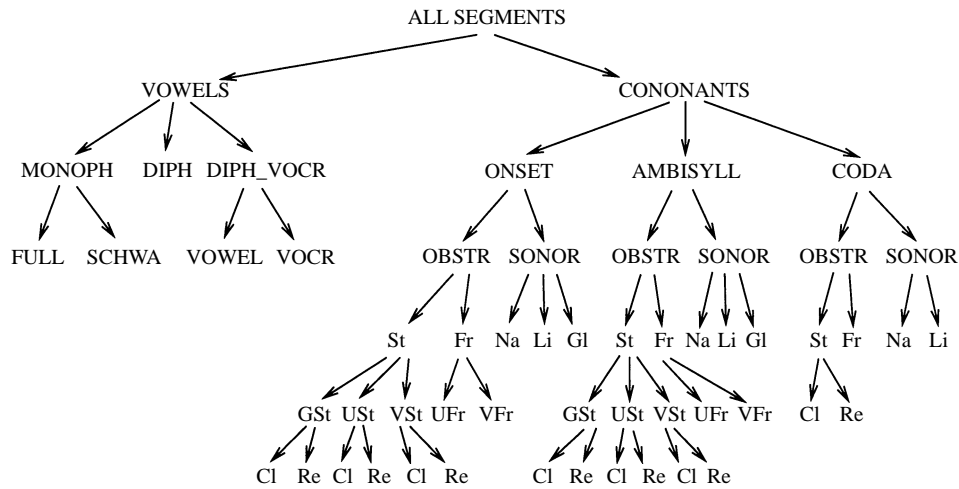 ALL SEGMENTS
VOWELS CONONANTS
MONOPH DIPH DIPH_VOCR ONSET AMBISYLL CODA
FULL SCHWA VOWEL VOCR OBSTR SONOR OBSTR SONOR OBSTR SONOR
St Fr Na Li Gl St Fr Na Li Gl St Fr Na Li
GSt USt VSt UFr VFr GSt USt VSt UFr VFr Cl Re
Cl Re Cl Re Cl Re Cl Re Cl Re Cl Re